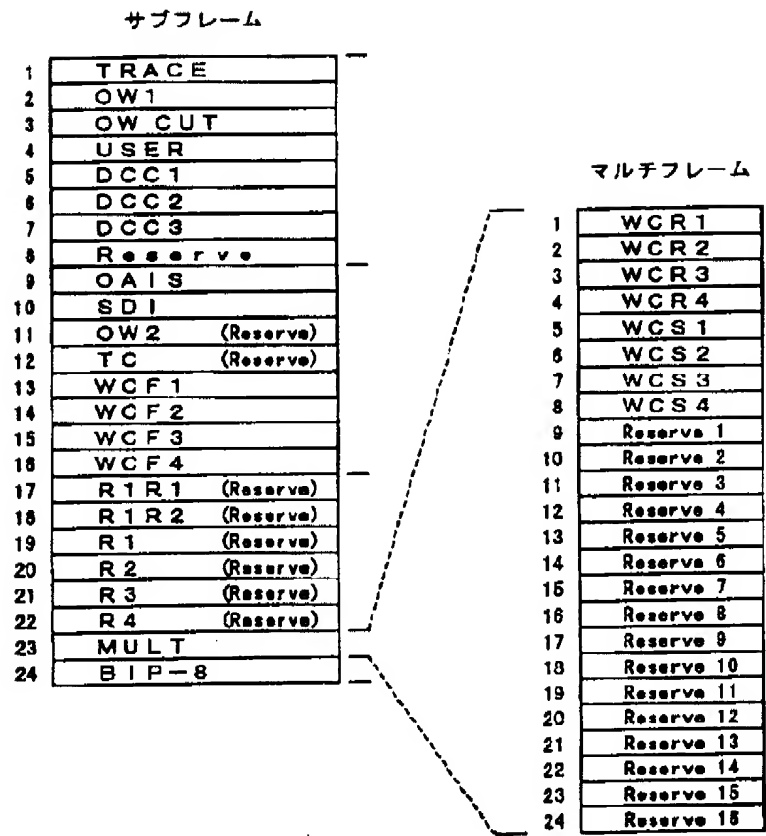 サブフレーム
1 TRACE
2 OW1
3 OW CUT
4 USER
5 DCC1
6 DCC2
7 DCC3
8 Reserve
9 OAIS
10 SDI
11 OW2 (Reserve)
12 TC (Reserve)
13 WCF1
14 WCF2
15 WCF3
16 WCF4
17 R1R1 (Reserve)
18 R1R2 (Reserve)
19 R1 (Reserve)
20 R2 (Reserve)
21 R3 (Reserve)
22 R4 (Reserve)
23 MULT
24 BIP-8
マルチフレーム
1 WCR1
2 WCR2
3 WCR3
4 WCR4
5 WCS1
6 WCS2
7 WCS3
8 WCS4
9 Reserve 1
10 Reserve 2
11 Reserve 3
12 Reserve 4
13 Reserve 5
14 Reserve 6
15 Reserve 7
16 Reserve 8
17 Reserve 9
18 Reserve 10
19 Reserve 11
20 Reserve 12
21 Reserve 13
22 Reserve 14
23 Reserve 15
24 Reserve 16